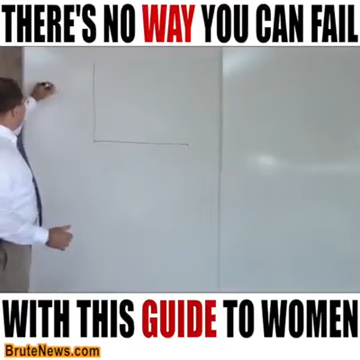 THERE'S NO WAY YOU CAN FAIL
WITH THIS GUIDE TO WOMEN
BruteNews.com